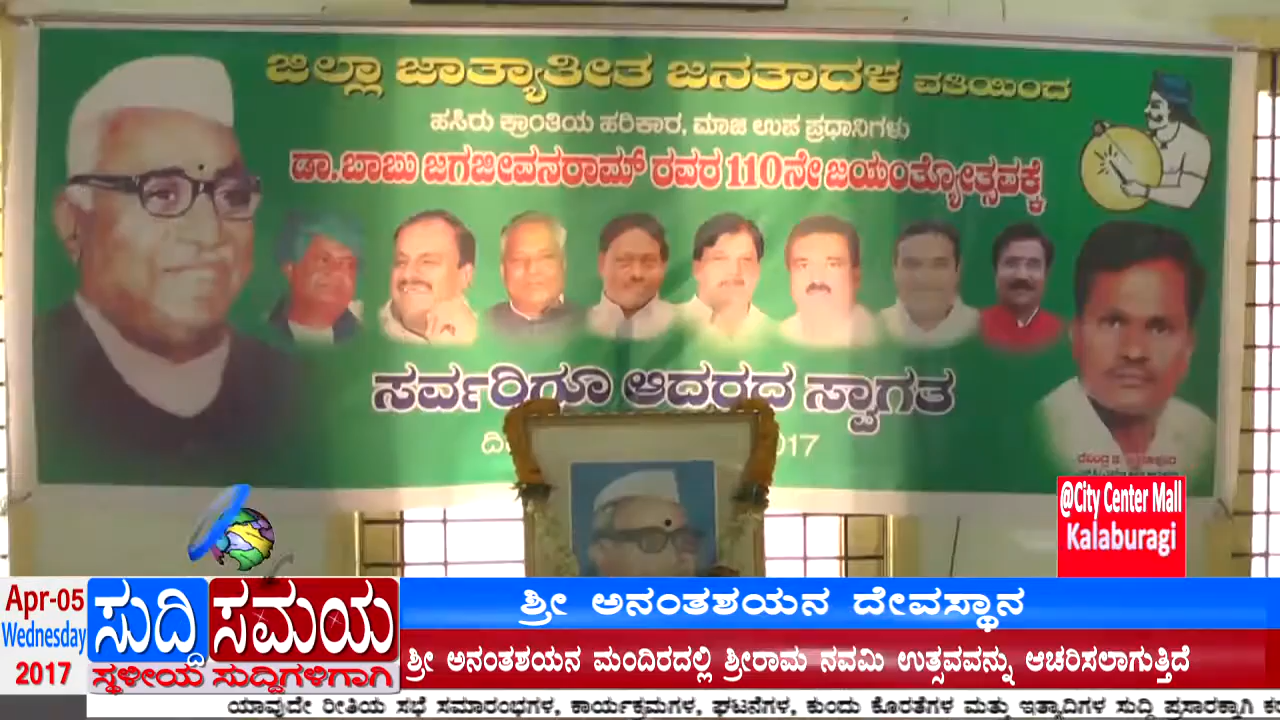 ಜಿಲ್ಲಾ ಜಾತ್ಯಾತೀತ ಜನತಾದಳ ವತಿಯಿಂದ
ಹಸಿರು ಕ್ರಾಂತಿಯ ಹರಿಕಾರ, ಮಾಜಿ ಉಪ ಪ್ರಧಾನಿಗಳು
ಡಾ.ಬಾಬು ಜಗಜೀವನರಾಮ್ ರವರ 110ನೇ ಜಯಂತ್ಯೋತ್ಸವಕ್ಕೆ
ಸರ್ವರಿಗೂ ಆದರದ ಸ್ವಾಗತ
2017
@City Center Mall
Kalaburagi
Apr-05
Wednesday
2017
ಸುದ್ದಿ ಸಮಯ
ಸ್ಥಳೀಯ ಸುದ್ದಿಗಳಿಗಾಗಿ
ಶ್ರೀ ಅನಂತಶಯನ ದೇವಸ್ಥಾನ
ಶ್ರೀ ಅನಂತಶಯನ ಮಂದಿರದಲ್ಲಿ ಶ್ರೀರಾಮ ನವಮಿ ಉತ್ಸವವನ್ನು ಆಚರಿಸಲಾಗುತ್ತಿದೆ
ಯಾವುದೇ ರೀತಿಯ ಸಭೆ ಸಮಾರಂಭಗಳ, ಕಾರ್ಯಕ್ರಮಗಳ, ಘಟನೆಗಳ, ಕುಂದು ಕೊರತೆಗಳ ಮತ್ತು ಇತ್ಯಾದಿಗಳ ಸುದ್ದಿ ಪ್ರಸಾರಕ್ಕಾಗಿ